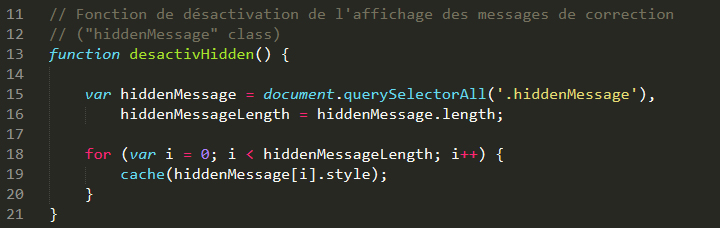 11 // Fonction de désactivation de l'affichage des messages de correction
12 // ("hiddenMessage" class)
13 function desactivHidden() {
14
15 var hiddenMessage = document.querySelectorAll('.hiddenMessage'),
16 hiddenMessageLength = hiddenMessage.length;
17
18 for (var i = 0; i < hiddenMessageLength; i++) {
19 cache(hiddenMessage[i].style);
20 }
21 }